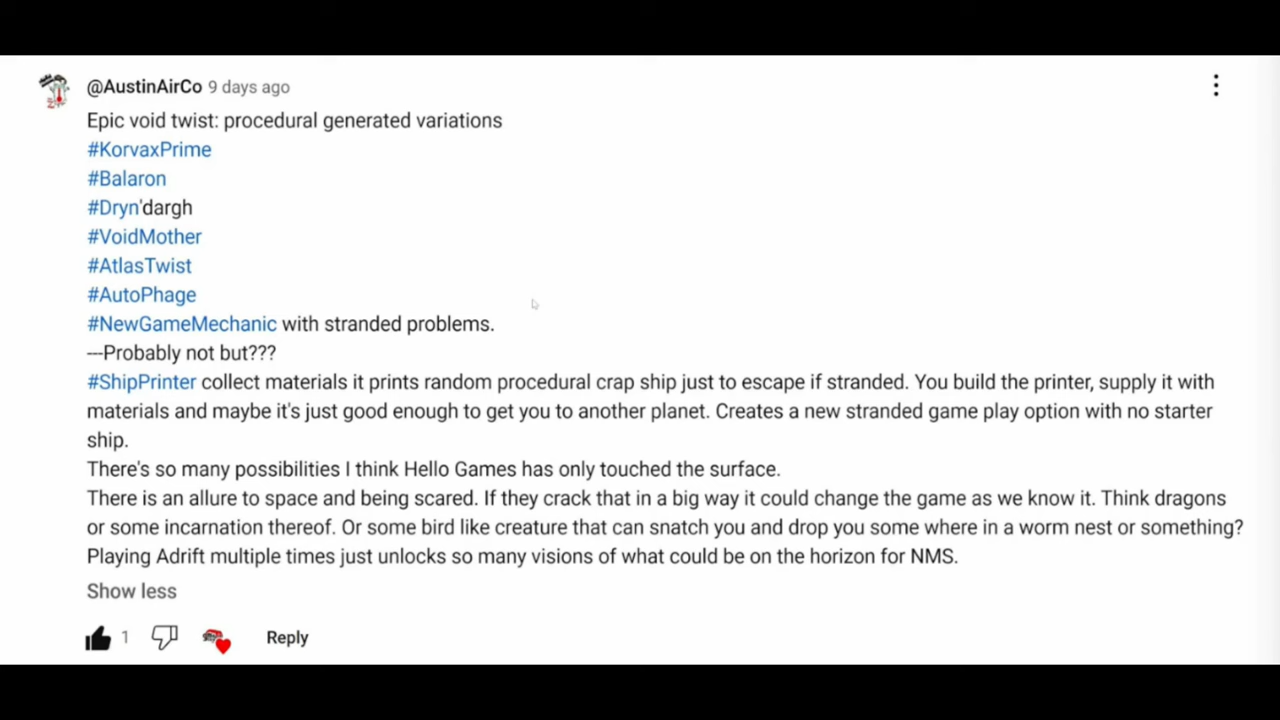 @AustinAirCo 9 days ago
Epic void twist: procedural generated variations
#KorvaxPrime
#Balaron
#Dryn'dargh
#VoidMother
#AtlasTwist
#AutoPhage
#NewGameMechanic with stranded problems.
---Probably not but???
#ShipPrinter collect materials it prints random procedural crap ship just to escape if stranded. You build the printer, supply it with
materials and maybe it's just good enough to get you to another planet. Creates a new stranded game play option with no starter
ship.
There's so many possibilities I think Hello Games has only touched the surface.
There is an allure to space and being scared. If they crack that in a big way it could change the game as we know it. Think dragons
or some incarnation thereof. Or some bird like creature that can snatch you and drop you some where in a worm nest or something?
Playing Adrift multiple times just unlocks so many visions of what could be on the horizon for NMS.
Show less
1 Reply